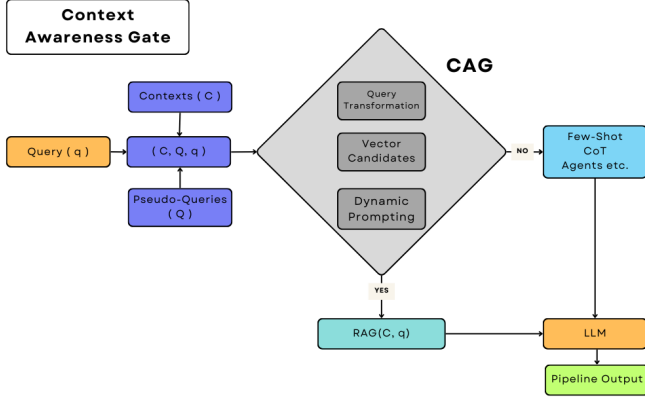 Context
Awareness Gate
CAG
Contexts ( C )
Query ( q )
( C, Q, q )
Pseudo-Queries
( Q )
Query
Transformation
Vector
Candidates
Dynamic
Prompting
NO
Few-Shot
CoT
Agents etc.
YES
RAG(C, q)
LLM
Pipeline Output